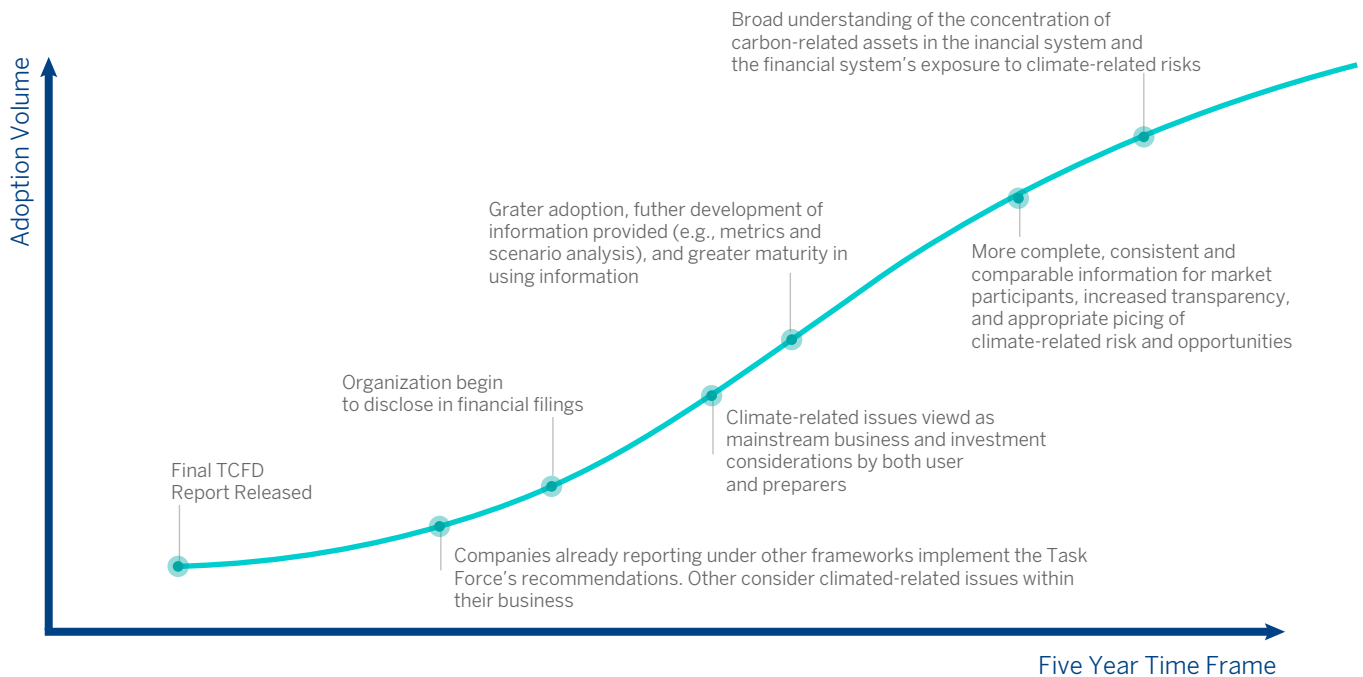 Broad understanding of the concentration of
carbon-related assets in the inancial system and
the financial system's exposure to climate-related risks
Adoption Volume
Grater adoption, futher development of
information provided (e.g., metrics and
scenario analysis), and greater maturity in
using information
More complete, consistent and
comparable information for market
participants, increased transparency,
and appropriate picing of
climate-related risk and opportunities
Organization begin
to disclose in financial filings
Climate-related issues viewd as
mainstream business and investment
considerations by both user
and preparers
Final TCFD
Report Released
Companies already reporting under other frameworks implement the Task
Force's recommendations. Other consider climated-related issues within
their business
Five Year Time Frame